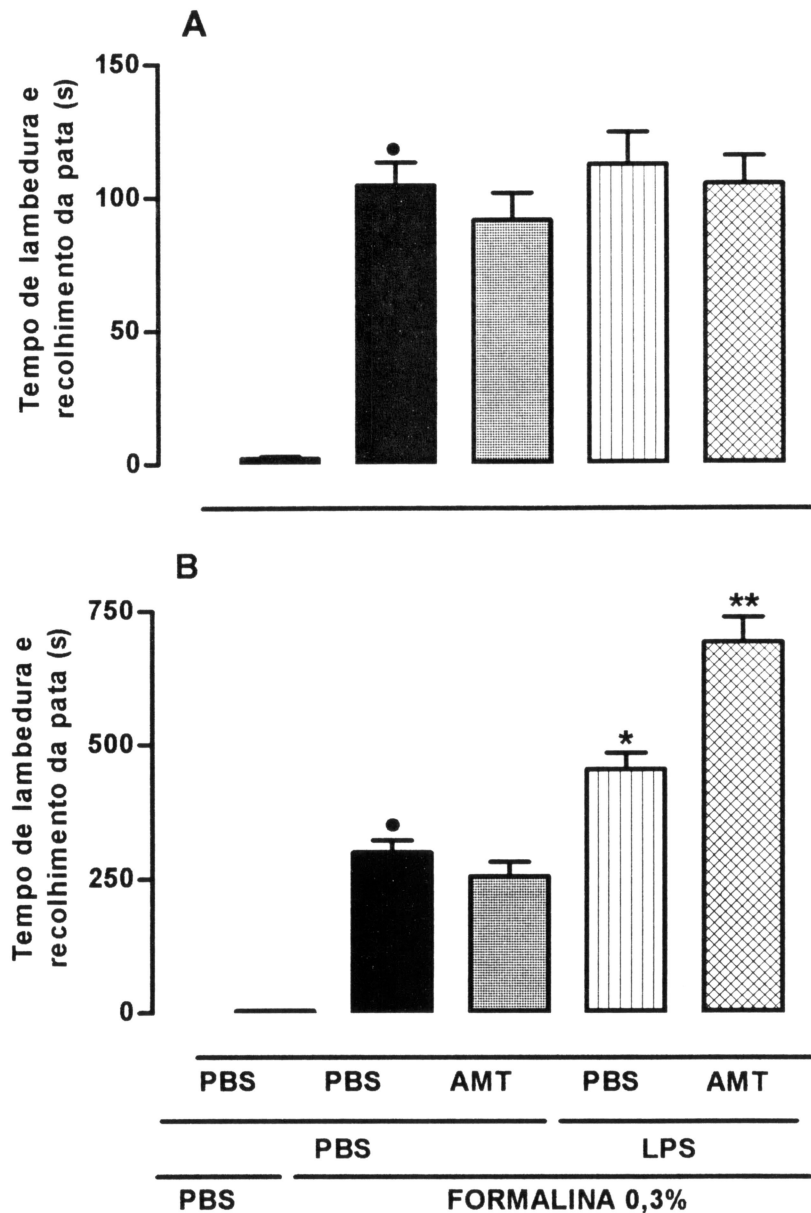 A
Tempo de lambedura e
recolhimento da pata (s)
150
100
50
0
B
Tempo de lambedura e
recolhimento da pata (s)
750
500
250
0
•
•
*
**
PBS PBS AMT PBS AMT
PBS LPS
PBS FORMALINA 0,3%